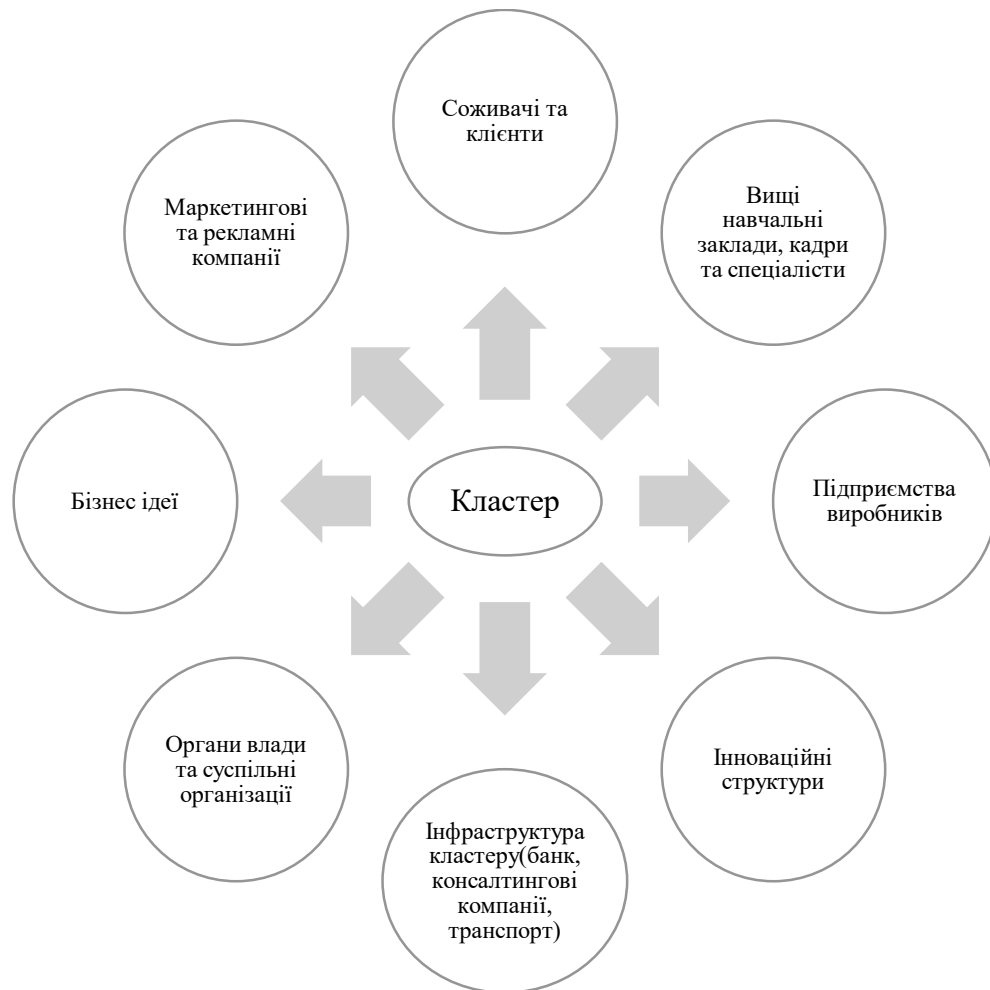 Соживачі та
клієнти
Вищі
навчальні
заклади, кадри
та спеціалісти
Маркетингові
та рекламні
компанії
Бізнес ідеї
Кластер
Підприємства
виробників
Органи влади
та суспільні
організації
Інноваційні
структури
Інфраструктура
кластеру(банк,
консалтингові
компанії,
транспорт)